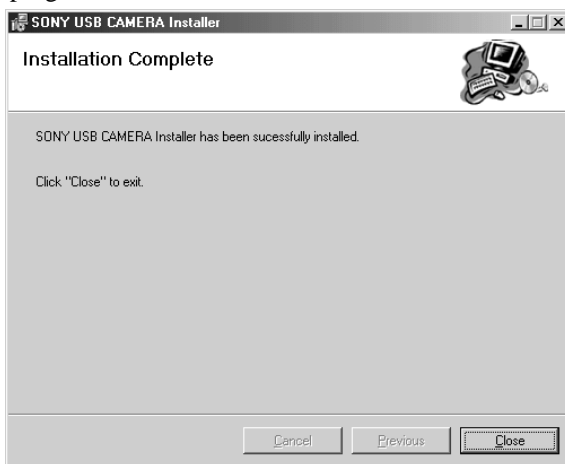 SONY USB CAMERA Installer
Installation Complete
SONY USB CAMERA Installer has been sucessfully installed.
Click "Close" to exit.
Cancel Previous Close